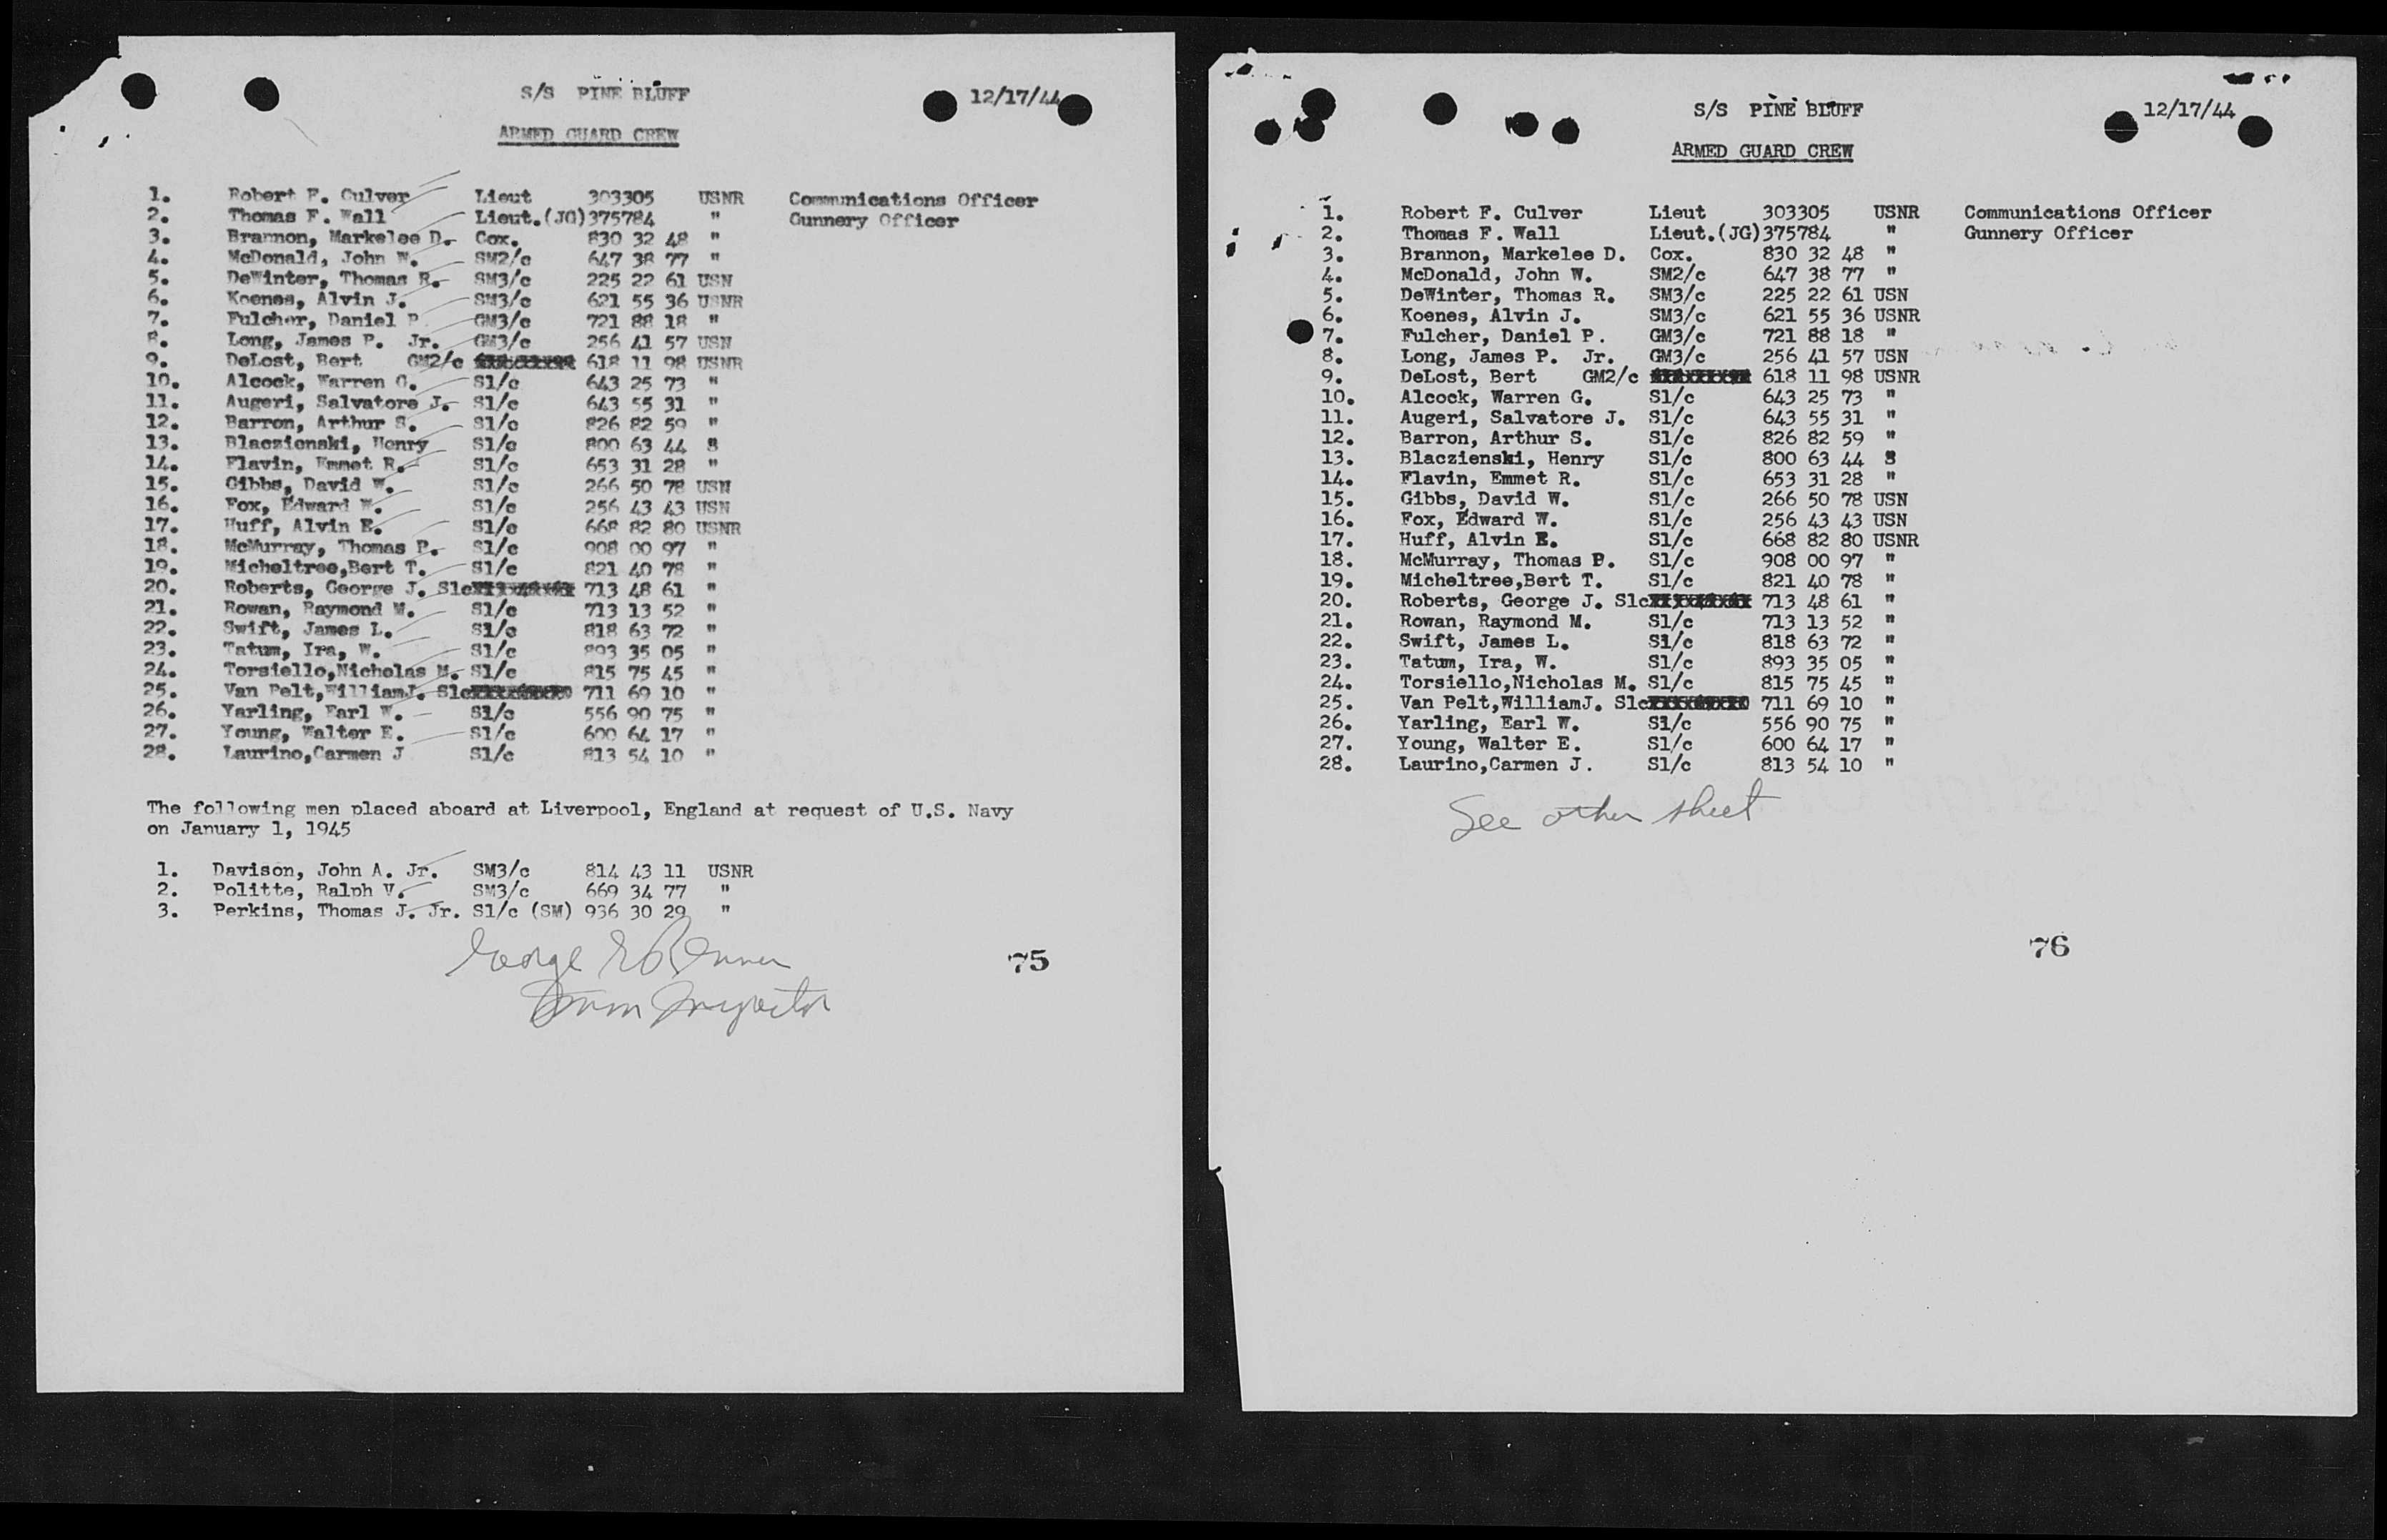 S/S PINE BLUFF
12/17/44
ARMED GUARD CREW
1. Robert F. Culver Lieut 303305 USNR Communications Officer
2. Thomas F. Wall Lieut.(JG)375784 " Gunnery Officer
3. Brannon, Markelee D. Cox. 830 32 48 "
4. McDonald, John W. SM2/c 647 38 77 "
5. DeWinter, Thomas R. SM3/c 225 22 61 USN
6. Koenes, Alvin J. SM3/c 621 55 36 USNR
7. Fulcher, Daniel P. GM3/c 721 88 18 "
8. Long, James P. Jr. GM3/c 256 41 57 USN
9. DeLost, Bert GM2/c 618 11 98 USNR
10. Alcock, Warren G. S1/c 643 25 73 "
11. Augeri, Salvatore J. S1/c 643 55 31 "
12. Barron, Arthur S. S1/c 826 82 59 "
13. Blaczienski, Henry S1/c 800 63 44 "
14. Flavin, Emmet R. S1/c 653 31 28 "
15. Gibbs, David W. S1/c 266 50 78 USN
16. Fox, Edward W. S1/c 256 43 43 USN
17. Huff, Alvin E. S1/c 668 82 80 USNR
18. McMurray, Thomas P. S1/c 908 00 97 "
19. Micheltree,Bert T. S1/c 821 40 78 "
20. Roberts, George J. S1c 713 48 61 "
21. Rowan, Raymond M. S1/c 713 13 52 "
22. Swift, James L. S1/c 818 63 72 "
23. Tatum, Ira, W. S1/c 893 35 05 "
24. Torsiello,Nicholas M. S1/c 815 75 45 "
25. Van Pelt,WilliamJ. S1c 711 69 10 "
26. Yarling, Earl W. S1/c 556 90 75 "
27. Young, Walter E. S1/c 600 64 17 "
28. Laurino,Carmen J S1/c 813 54 10 "
The following men placed aboard at Liverpool, England at request of U.S. Navy
on January 1, 1945
1. Davison, John A. Jr. SM3/c 814 43 11 USNR
2. Politte, Ralph V. SM3/c 669 34 77 "
3. Perkins, Thomas J. Jr. S1/c (SM) 936 30 29 "
George
Inspector
75
S/S PINE BLUFF
12/17/44
ARMED GUARD CREW
1. Robert F. Culver Lieut 303305 USNR Communications Officer
2. Thomas F. Wall Lieut.(JG)375784 " Gunnery Officer
3. Brannon, Markelee D. Cox. 830 32 48 "
4. McDonald, John W. SM2/c 647 38 77 "
5. DeWinter, Thomas R. SM3/c 225 22 61 USN
6. Koenes, Alvin J. SM3/c 621 55 36 USNR
7. Fulcher, Daniel P. GM3/c 721 88 18 "
8. Long, James P. Jr. GM3/c 256 41 57 USN
9. DeLost, Bert GM2/c 618 11 98 USNR
10. Alcock, Warren G. S1/c 643 25 73 "
11. Augeri, Salvatore J. S1/c 643 55 31 "
12. Barron, Arthur S. S1/c 826 82 59 "
13. Blaczienski, Henry S1/c 800 63 44 "
14. Flavin, Emmet R. S1/c 653 31 28 "
15. Gibbs, David W. S1/c 266 50 78 USN
16. Fox, Edward W. S1/c 256 43 43 USN
17. Huff, Alvin E. S1/c 668 82 80 USNR
18. McMurray, Thomas P. S1/c 908 00 97 "
19. Micheltree,Bert T. S1/c 821 40 78 "
20. Roberts, George J. S1c 713 48 61 "
21. Rowan, Raymond M. S1/c 713 13 52 "
22. Swift, James L. S1/c 818 63 72 "
23. Tatum, Ira, W. S1/c 893 35 05 "
24. Torsiello,Nicholas M. S1/c 815 75 45 "
25. Van Pelt,WilliamJ. S1c 711 69 10 "
26. Yarling, Earl W. S1/c 556 90 75 "
27. Young, Walter E. S1/c 600 64 17 "
28. Laurino,Carmen J. S1/c 813 54 10 "
See other sheet
76